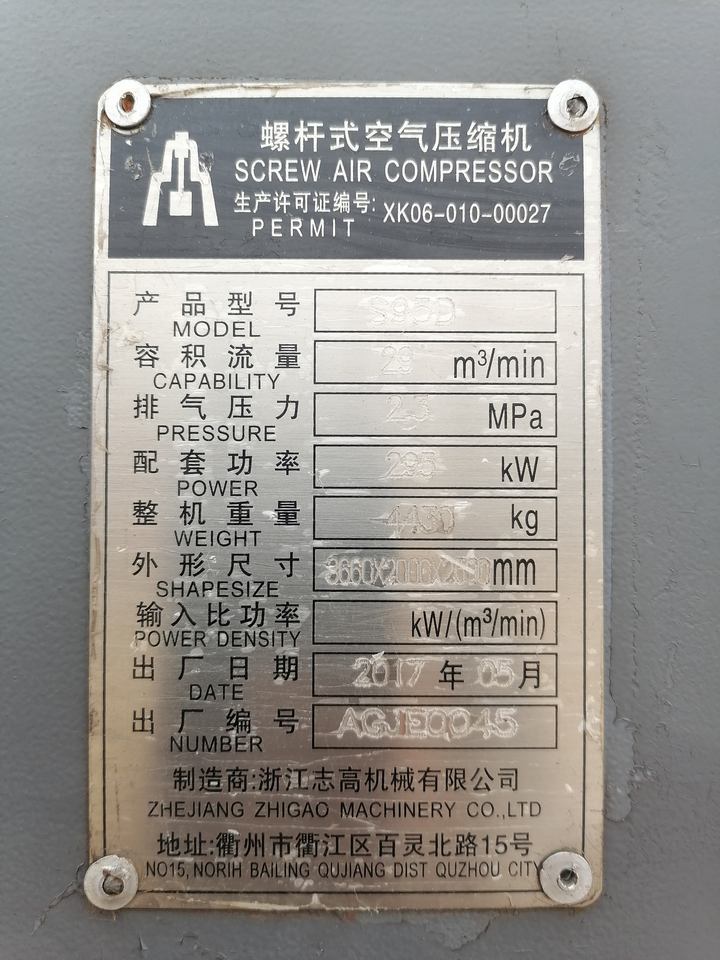 螺杆式空气压缩机
SCREW AIR COMPRESSOR
生产许可证编号: XK06-010-00027
PERMIT
产品型号 S95D
MODEL
容积流量 29 m³/min
CAPABILITY
排气压力 2.3 MPa
PRESSURE
配套功率 295 kW
POWER
整机重量 4430 kg
WEIGHT
外形尺寸 mm
SHAPESIZE
输入比功率 kW/(m³/min)
POWER DENSITY
出厂日期 2017 年 05 月
DATE
出厂编号 AGJE0045
NUMBER
制造商:浙江志高机械有限公司
ZHEJIANG ZHIGAO MACHINERY CO.,LTD
地址:衢州市衢江区百灵北路15号
NO15, NORIH BAILING QUJIANG DIST QUZHOU CITY